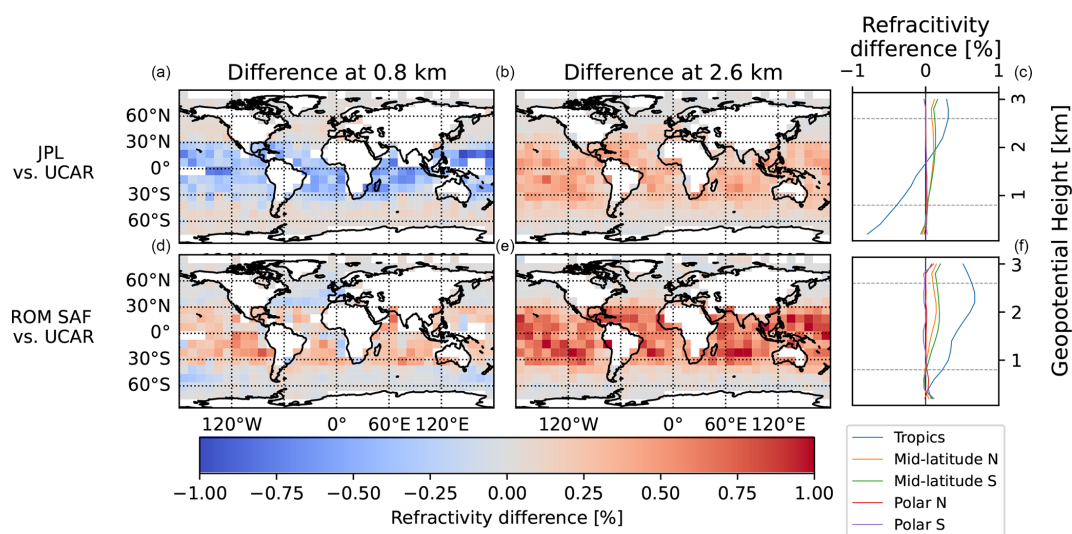 Refracitivity
difference [%]
−1 0 1
(a) Difference at 0.8 km (b) Difference at 2.6 km (c)
60°N
30°N
0°
30°S
60°S
JPL
vs. UCAR
3
2
1
(d) (e) (f)
60°N
30°N
0°
30°S
60°S
ROM SAF
vs. UCAR
3
2
1
Geopotential Height [km]
120°W 0° 60°E 120°E 120°W 0° 60°E 120°E
−1.00 −0.75 −0.50 −0.25 0.00 0.25 0.50 0.75 1.00
Refractivity difference [%]
Tropics
Mid-latitude N
Mid-latitude S
Polar N
Polar S